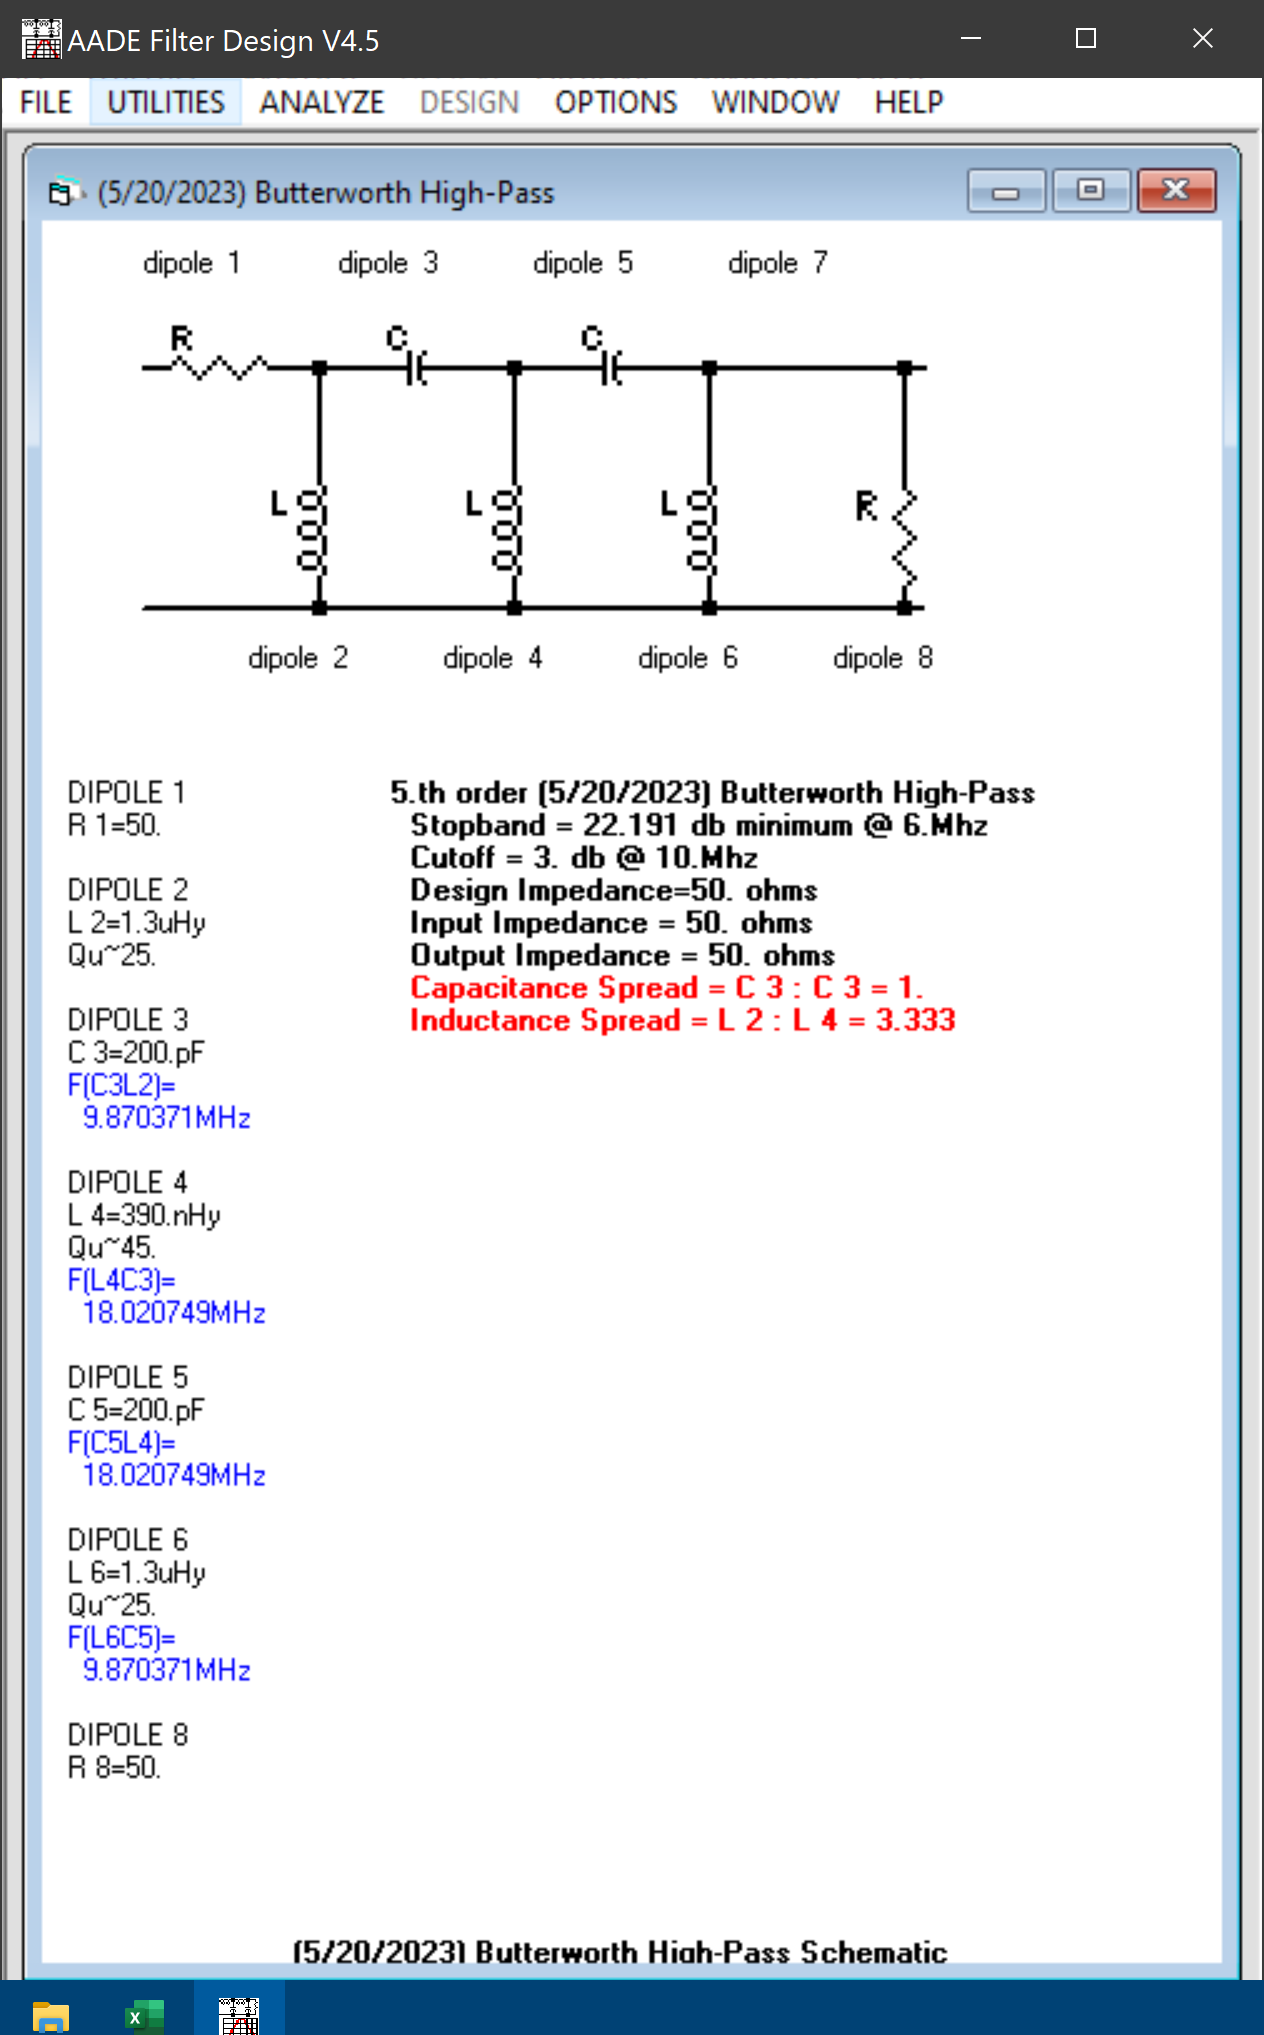 AADE Filter Design V4.5
FILE UTILITIES ANALYZE DESIGN OPTIONS WINDOW HELP
(5/20/2023) Butterworth High-Pass
dipole 1 dipole 3 dipole 5 dipole 7
R C C
L L L R
dipole 2 dipole 4 dipole 6 dipole 8
DIPOLE 1
R 1=50.
DIPOLE 2
L 2=1.3uHy
Qu~25.
DIPOLE 3
C 3=200.pF
F(C3L2)=
9.870371MHz
DIPOLE 4
L 4=390.nHy
Qu~45.
F(L4C3)=
18.020749MHz
DIPOLE 5
C 5=200.pF
F(C5L4)=
18.020749MHz
DIPOLE 6
L 6=1.3uHy
Qu~25.
F(L6C5)=
9.870371MHz
DIPOLE 8
R 8=50.
5.th order (5/20/2023) Butterworth High-Pass
Stopband = 22.191 db minimum @ 6.Mhz
Cutoff = 3. db @ 10.Mhz
Design Impedance=50. ohms
Input Impedance = 50. ohms
Output Impedance = 50. ohms
Capacitance Spread = C 3 : C 3 = 1.
Inductance Spread = L 2 : L 4 = 3.333
(5/20/2023) Butterworth High-Pass Schematic
X